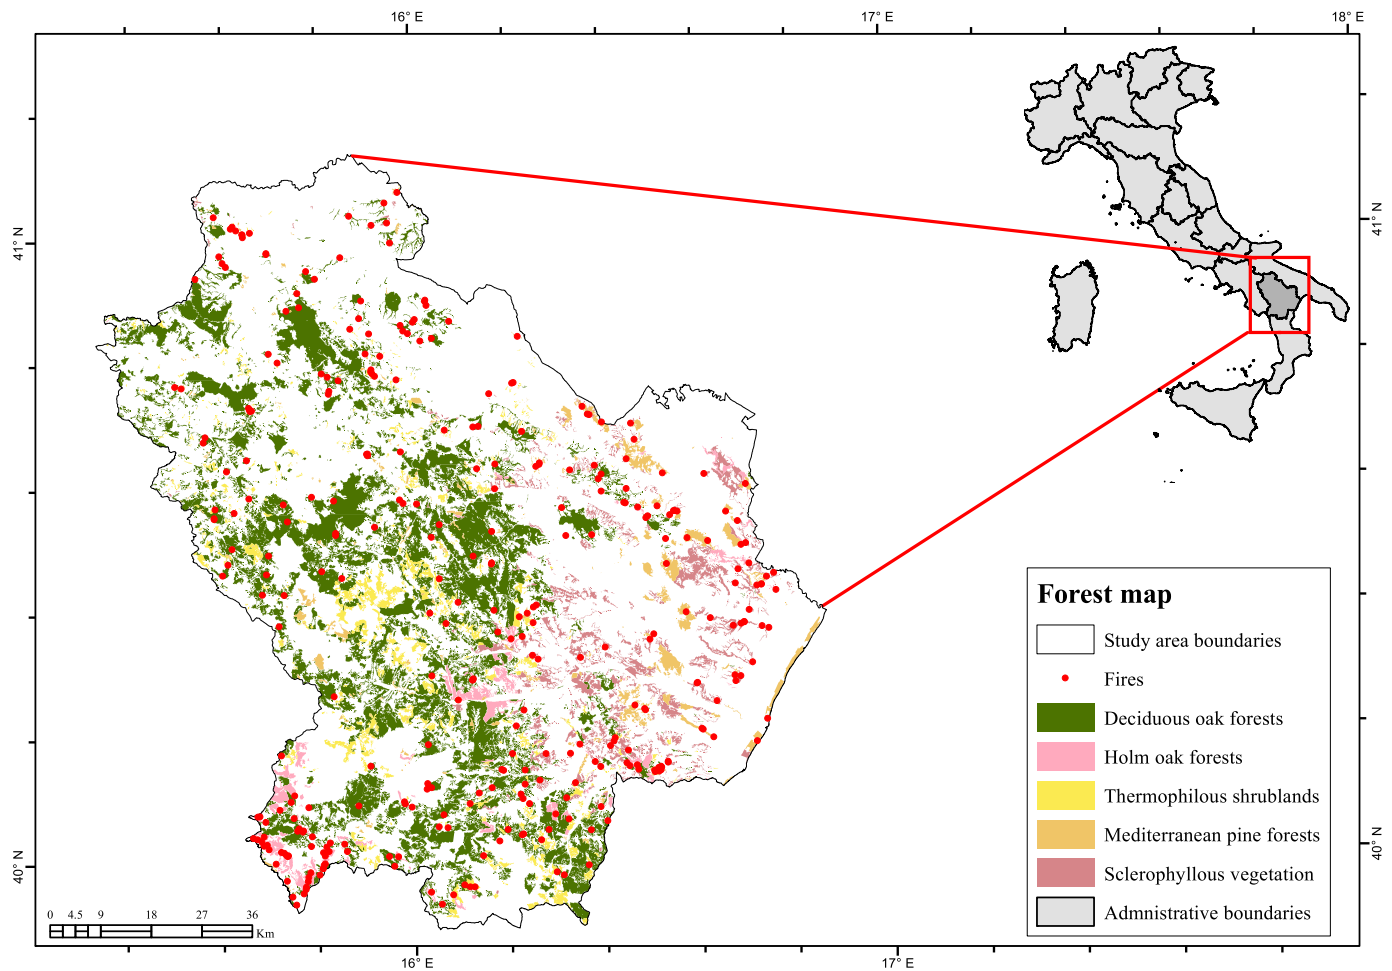 16° E
17° E
18° E
41° N
41° N
Forest map
Study area boundaries
Fires
Deciduous oak forests
Holm oak forests
Thermophilous shrublands
Mediterranean pine forests
Sclerophyllous vegetation
Admnistrative boundaries
40° N
40° N
0 4.5 9 18 27 36
Km
16° E
17° E